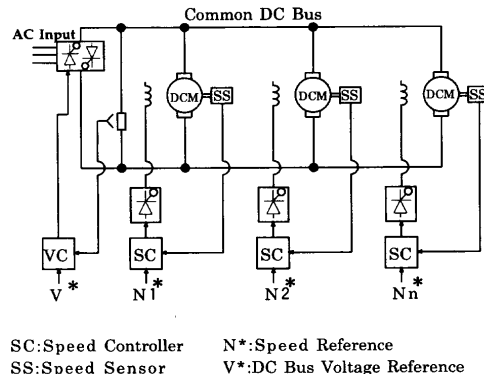 Common DC Bus
AC Input
DCM SS DCM SS DCM SS
VC SC SC SC
V* N1* N2* Nn*
SC:Speed Controller N*:Speed Reference
SS:Speed Sensor V*:DC Bus Voltage Reference